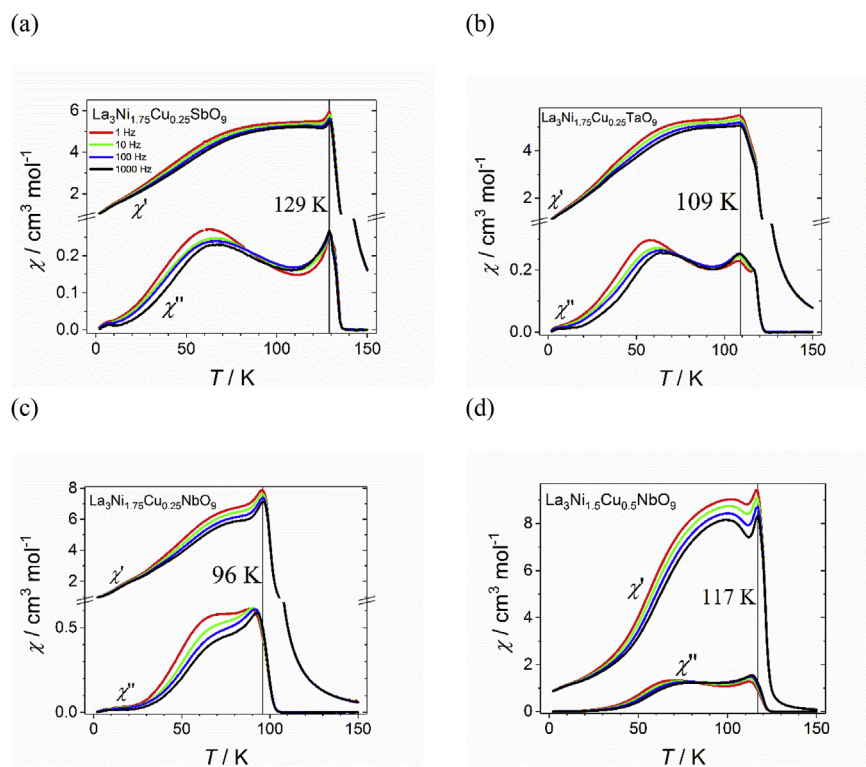 (a)
(b)
La₃Ni₁.₇₅Cu₀.₂₅SbO₉
1 Hz
10 Hz
100 Hz
1000 Hz
129 K
χ'
χ''
χ / cm³ mol⁻¹
6
4
2
0.2
0.1
0.0
0
50
100
150
T / K
La₃Ni₁.₇₅Cu₀.₂₅TaO₉
109 K
χ'
χ''
χ / cm³ mol⁻¹
4
2
0.2
0.0
0
50
100
150
T / K
(c)
(d)
La₃Ni₁.₇₅Cu₀.₂₅NbO₉
96 K
χ'
χ''
χ / cm³ mol⁻¹
8
6
4
2
0.5
0.0
0
50
100
150
T / K
La₃Ni₁.₅Cu₀.₅NbO₉
117 K
χ'
χ''
χ / cm³ mol⁻¹
8
6
4
2
0
0
50
100
150
T / K